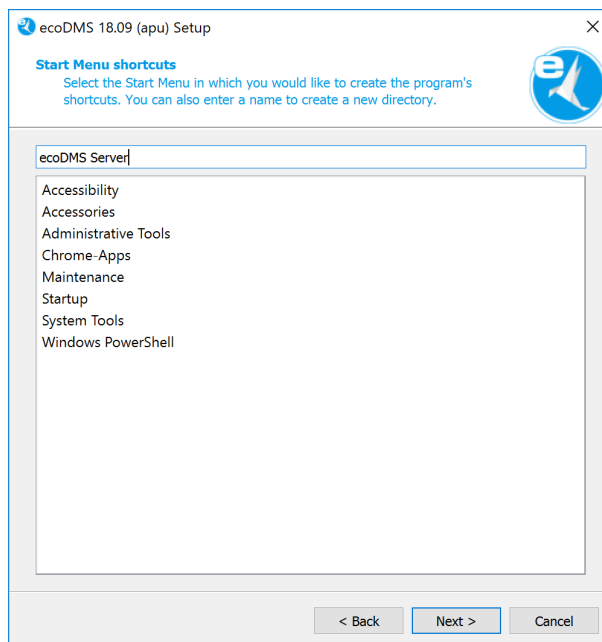 ecoDMS 18.09 (apu) Setup
Start Menu shortcuts
Select the Start Menu in which you would like to create the program's
shortcuts. You can also enter a name to create a new directory.
e
ecoDMS Server
Accessibility
Accessories
Administrative Tools
Chrome-Apps
Maintenance
Startup
System Tools
Windows PowerShell
< Back
Next >
Cancel